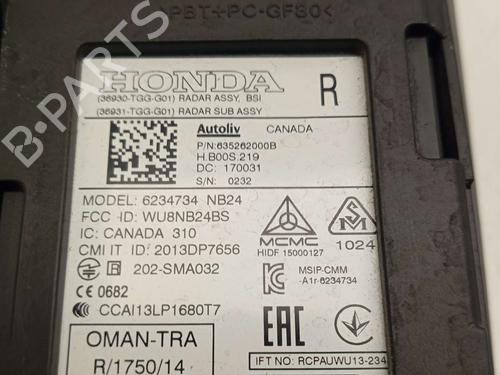 >PBT+PC-GF30<
HONDA
R
(36930-TGG-G01) RADAR ASSY, BSI
(36931-TGG-G01) RADAR SUB ASSY
Autoliv CANADA
P/N:635262000B
H.B00S.219
DC: 170031
S/N: 0232
MODEL: 6234734 NB24
FCC ID: WU8NB24BS
IC: CANADA 310
CMI IT ID: 2013DP7656
MCMC
HIDF 15000127
SM
1024
R 202-SMA032
MSIP-CMM
-A1r-6234734
CE 0682
CCAI13LP1680T7
EAC
OMAN-TRA
R/1750/14
IFT NO: RCPAUWU13-234
B-PARTS